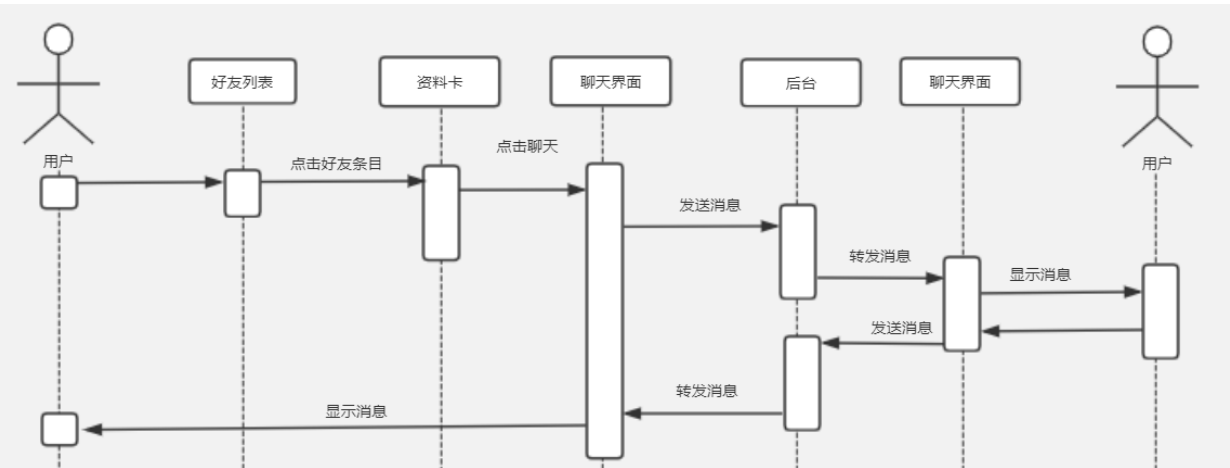 好友列表
资料卡
聊天界面
后台
聊天界面
用户
用户
点击好友条目
点击聊天
发送消息
转发消息
显示消息
发送消息
转发消息
显示消息